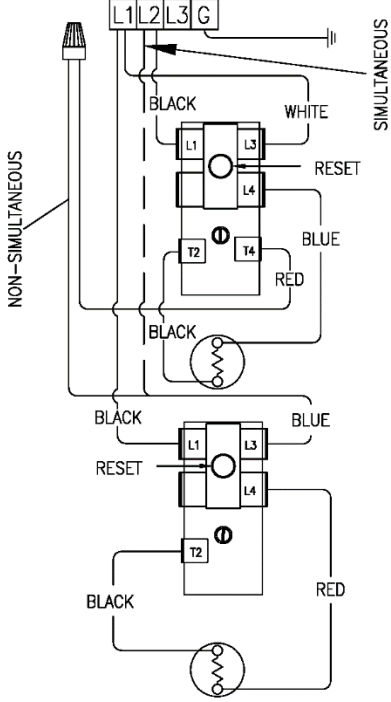 L1 L2 L3 G
SIMULTANEOUS
BLACK
WHITE
L1 L3
RESET
L4
NON-SIMULTANEOUS
BLUE
T2 T4
RED
BLACK
BLACK
BLUE
L1 L3
RESET
L4
T2
BLACK
RED